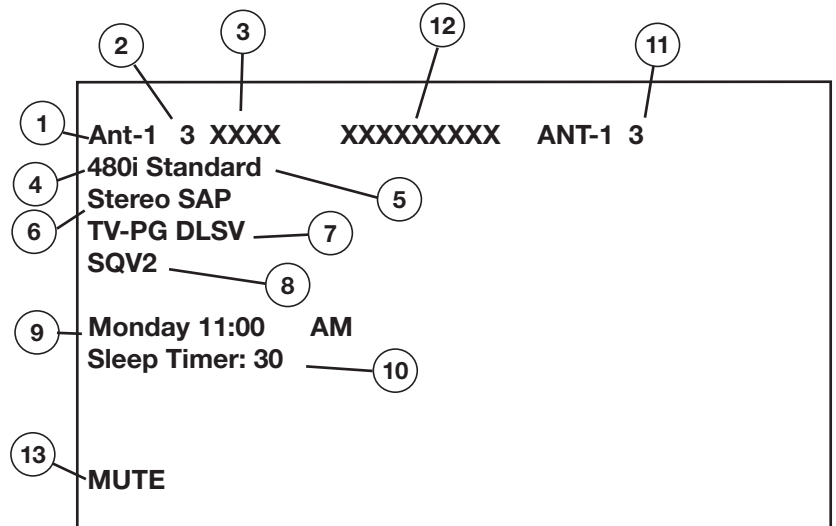 2 3 12 11
1 Ant-1 3 XXXX XXXXXXXXX ANT-1 3
4 480i Standard 5
6 Stereo SAP
TV-PG DLSV 7
SQV2 8
9 Monday 11:00 AM
Sleep Timer: 30 10
13 MUTE